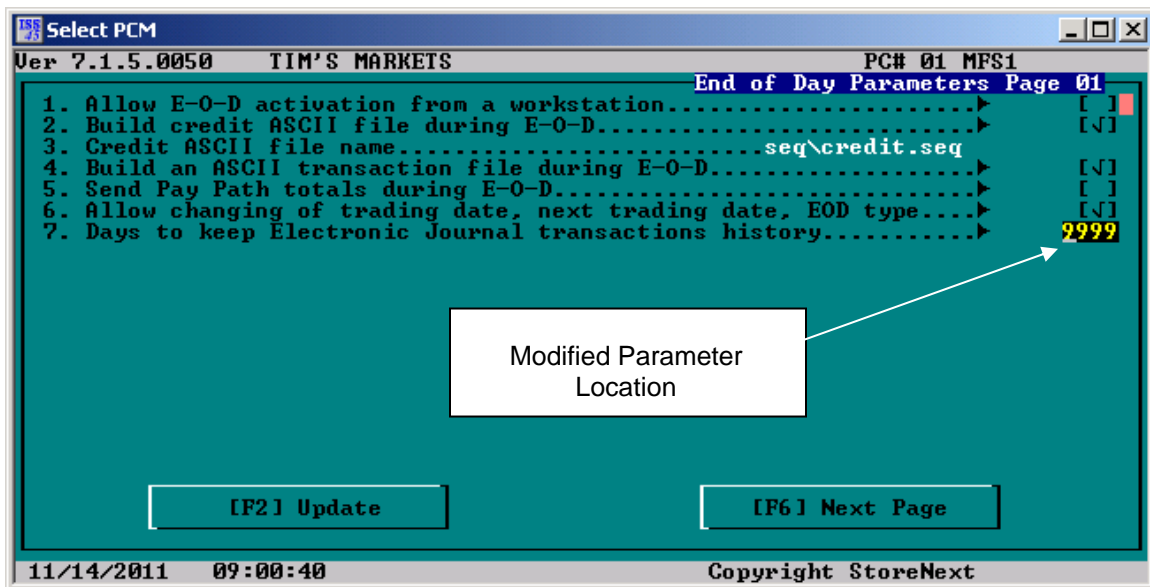 ISS 45 Select PCM
Ver 7.1.5.0050 TIM'S MARKETS PC# 01 MFS1
End of Day Parameters Page 01
1. Allow E-O-D activation from a workstation.......................► [ ]
2. Build credit ASCII file during E-O-D............................► [√]
3. Credit ASCII file name..........................seq\credit.seq
4. Build an ASCII transaction file during E-O-D...................► [√]
5. Send Pay Path totals during E-O-D..............................► [ ]
6. Allow changing of trading date, next trading date, EOD type....► [√]
7. Days to keep Electronic Journal transactions history...........► 9999
Modified Parameter
Location
[F2] Update [F6] Next Page
11/14/2011 09:00:40 Copyright StoreNext